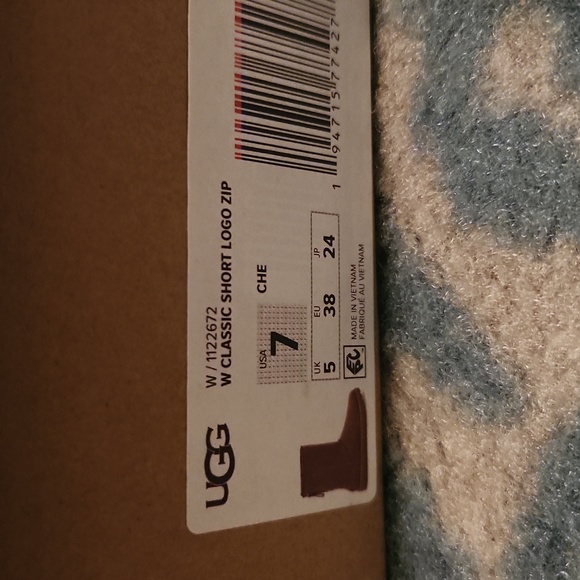 UGG
W / 1122672
W CLASSIC SHORT LOGO ZIP
USA
7
CHE
UK EU JP
5 38 24
MADE IN VIETNAM
FABRIQUÉ AU VIETNAM
1 94715 77427